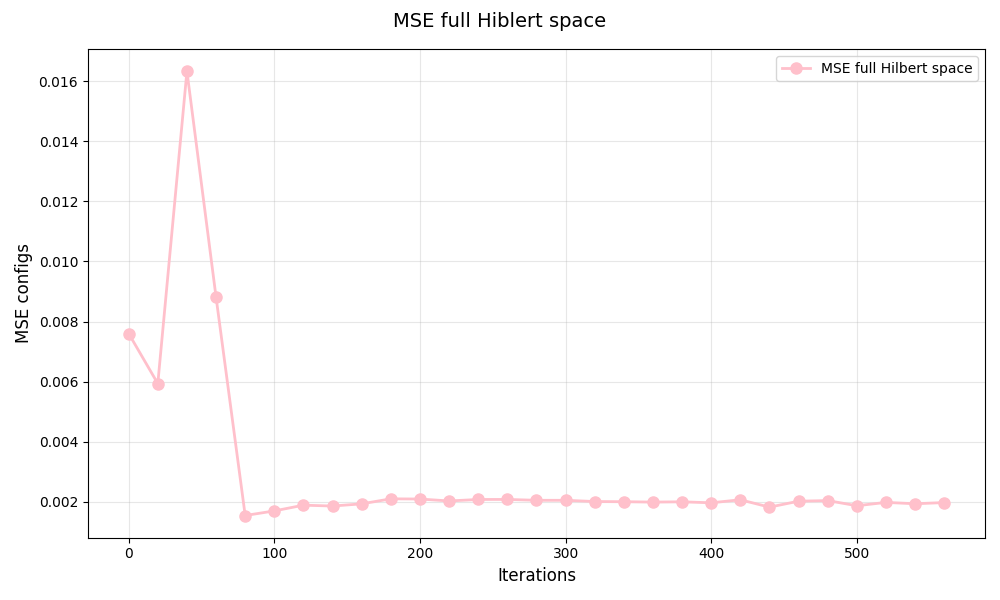 MSE full Hiblert space
MSE full Hilbert space
MSE configs
0.016
0.014
0.012
0.010
0.008
0.006
0.004
0.002
0 100 200 300 400 500
Iterations